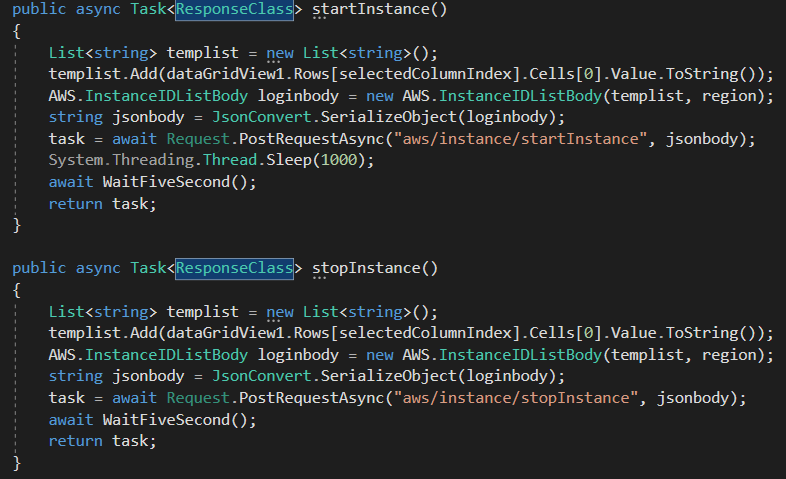 public async Task<ResponseClass> startInstance()
{
List<string> templist = new List<string>();
templist.Add(dataGridView1.Rows[selectedColumnIndex].Cells[0].Value.ToString());
AWS.InstanceIDListBody loginbody = new AWS.InstanceIDListBody(templist, region);
string jsonbody = JsonConvert.SerializeObject(loginbody);
task = await Request.PostRequestAsync("aws/instance/startInstance", jsonbody);
System.Threading.Thread.Sleep(1000);
await WaitFiveSecond();
return task;
}
public async Task<ResponseClass> stopInstance()
{
List<string> templist = new List<string>();
templist.Add(dataGridView1.Rows[selectedColumnIndex].Cells[0].Value.ToString());
AWS.InstanceIDListBody loginbody = new AWS.InstanceIDListBody(templist, region);
string jsonbody = JsonConvert.SerializeObject(loginbody);
task = await Request.PostRequestAsync("aws/instance/stopInstance", jsonbody);
await WaitFiveSecond();
return task;
}